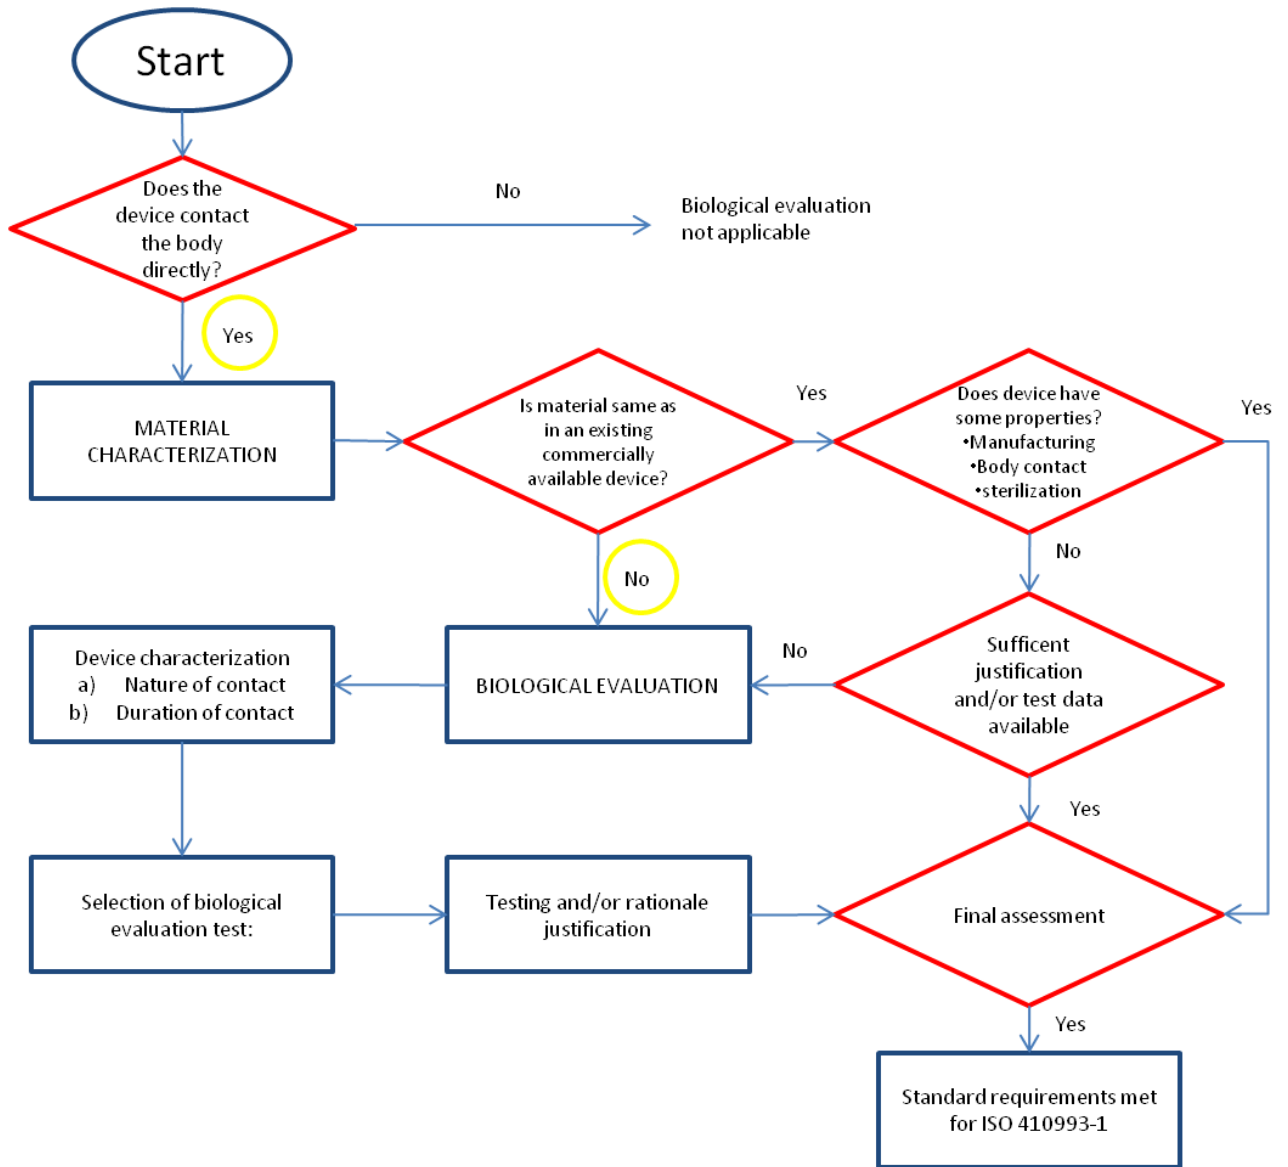 Start
Does the
device contact
the body
directly?
No
Biological evaluation
not applicable
Yes
MATERIAL
CHARACTERIZATION
Is material same as
in an existing
commercially
available device?
Yes
Does device have
some properties?
•Manufacturing
•Body contact
•sterilization
Yes
No
No
Device characterization
a) Nature of contact
b) Duration of contact
BIOLOGICAL EVALUATION
No
Sufficent
justification
and/or test data
available
Yes
Selection of biological
evaluation test:
Testing and/or rationale
justification
Final assessment
Yes
Standard requirements met
for ISO 410993-1